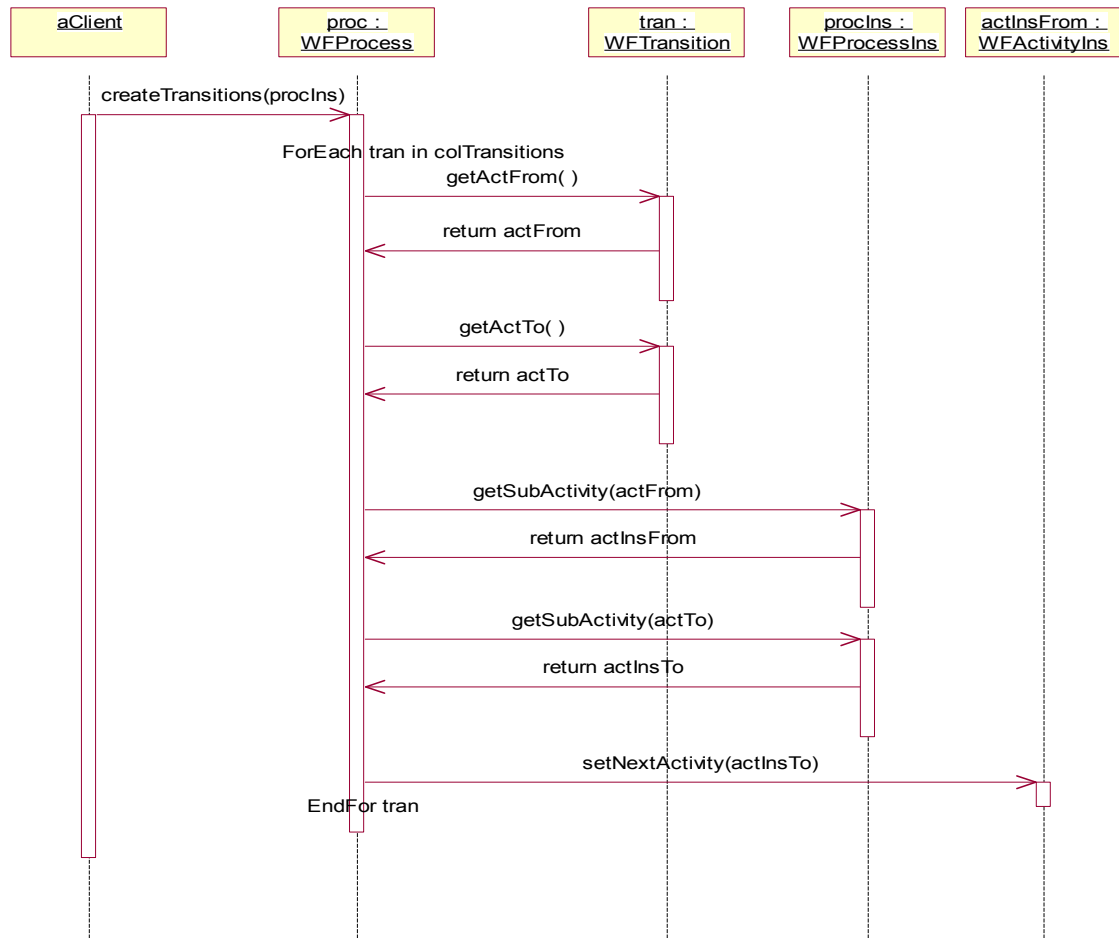 aClient
proc :
WFProcess
tran :
WFTransition
procIns :
WFProcessIns
actInsFrom :
WFActivityIns
createTransitions(procIns)
ForEach tran in colTransitions
getActFrom( )
return actFrom
getActTo( )
return actTo
getSubActivity(actFrom)
return actInsFrom
getSubActivity(actTo)
return actInsTo
setNextActivity(actInsTo)
EndFor tran